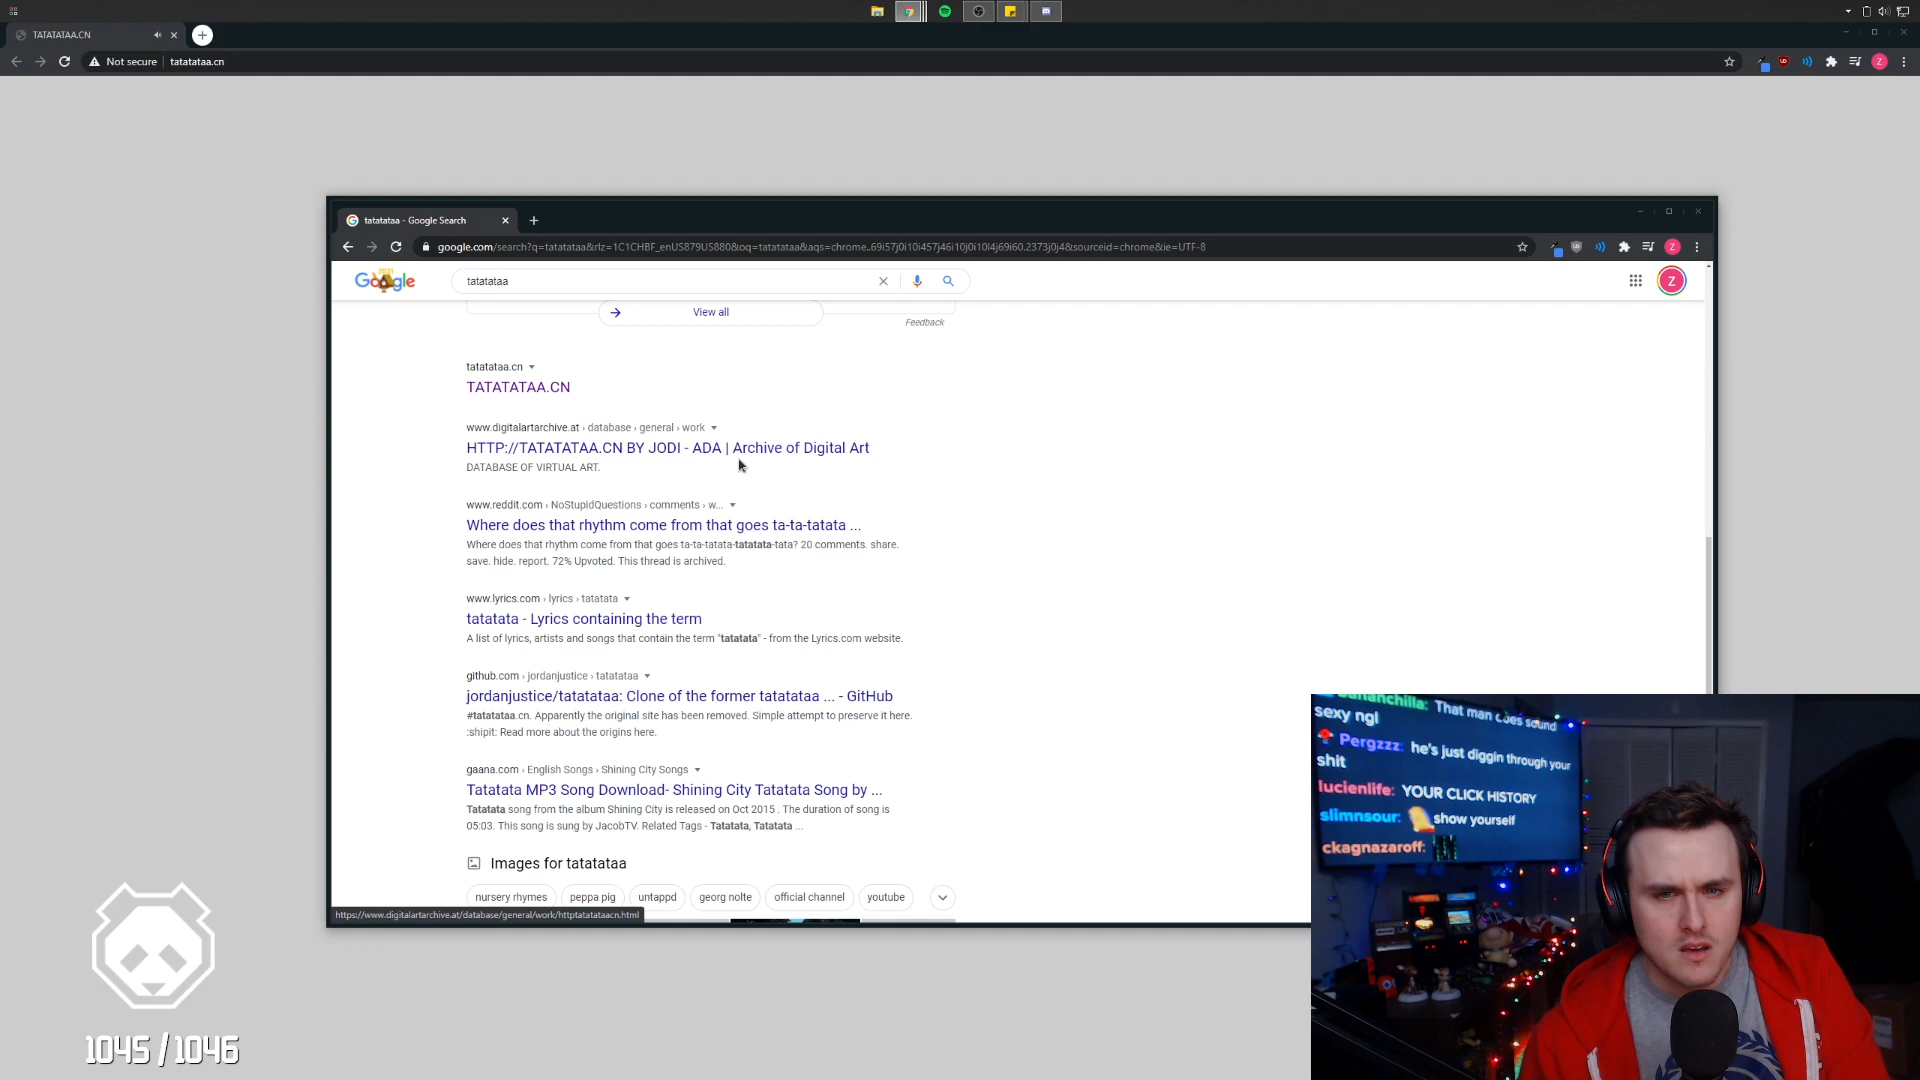 TATATATAA.CN
Not secure
tatatataa.cn
Z
tatatataa - Google Search
google.com/search?q=tatatataa&rlz=1C1CHBF_enUS879US880&oq=tatatataa&aqs=chrome..69i57j0i10i457j46i10j0i10l4j69i60.2373j0j4&sourceid=chrome&ie=UTF-8
Z
Google
tatatataa
Z
View all
Feedback
tatatataa.cn
TATATATAA.CN
www.digitalartarchive.at › database › general › work
HTTP://TATATATAA.CN BY JODI - ADA | Archive of Digital Art
DATABASE OF VIRTUAL ART.
www.reddit.com › NoStupidQuestions › comments › w...
Where does that rhythm come from that goes ta-ta-tatata ...
Where does that rhythm come from that goes ta-ta-tatata-tatatata-tata? 20 comments. share.
save. hide. report. 72% Upvoted. This thread is archived.
www.lyrics.com › lyrics › tatatata
tatatata - Lyrics containing the term
A list of lyrics, artists and songs that contain the term "tatatata" - from the Lyrics.com website.
github.com › jordanjustice › tatatataa
jordanjustice/tatatataa: Clone of the former tatatataa ... - GitHub
#tatatataa.cn. Apparently the original site has been removed. Simple attempt to preserve it here.
:shipit: Read more about the origins here.
gaana.com › English Songs › Shining City Songs
Tatatata MP3 Song Download- Shining City Tatatata Song by ...
Tatatata song from the album Shining City is released on Oct 2015 . The duration of song is
05:03. This song is sung by JacobTV. Related Tags - Tatatata, Tatatata ...
Images for tatatataa
nursery rhymes
peppa pig
untappd
georg nolte
official channel
youtube
https://www.digitalartarchive.at/database/general/work/httptatatataacn.html
That man does sound
sexy ngl
Pergzzz: he's just diggin through your
shit
lucienlife: YOUR CLICK HISTORY
slimnsour: show yourself
ckagnazaroff:
1045 / 1046